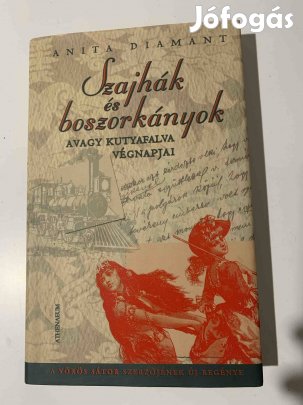 Jófogás
ANITA DIAMANT
Szajhák
és
boszorkányok
AVAGY KUTYAFALVA
VÉGNAPJAI
ATHENAEUM
A VÖRÖS SÁTOR SZERZŐJÉNEK ÚJ REGÉNYE